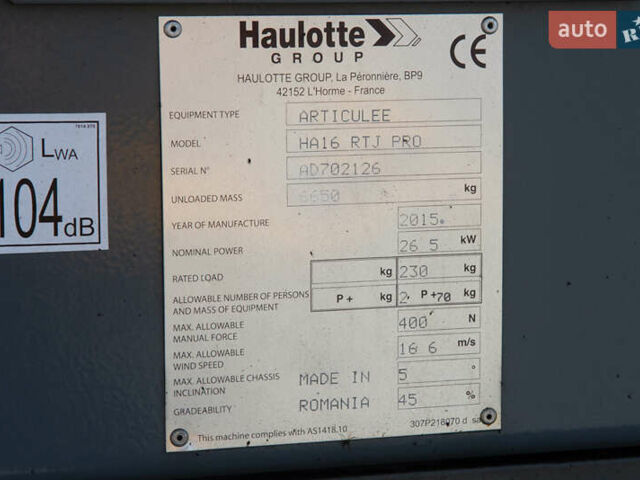 auto
Haulotte
GROUP
CE
HAULOTTE GROUP, La Péronnière, BP9
42152 L'Horme - France
EQUIPMENT TYPE ARTICULEE
MODEL HA16 RTJ PRO
SERIAL N° AD702126
UNLOADED MASS 6650 kg
YEAR OF MANUFACTURE 2015
NOMINAL POWER 26 5 kW
RATED LOAD kg 230 kg
ALLOWABLE NUMBER OF PERSONS
AND MASS OF EQUIPMENT P + kg 2 P + 70 kg
MAX. ALLOWABLE
MANUAL FORCE 400 N
MAX. ALLOWABLE
WIND SPEED 16 6 m/s
MAX. ALLOWABLE CHASSIS
INCLINATION MADE IN 5 °
GRADEABILITY ROMANIA 45 %
This machine complies with AS1418.10
307P218070 d
LWA
104 dB